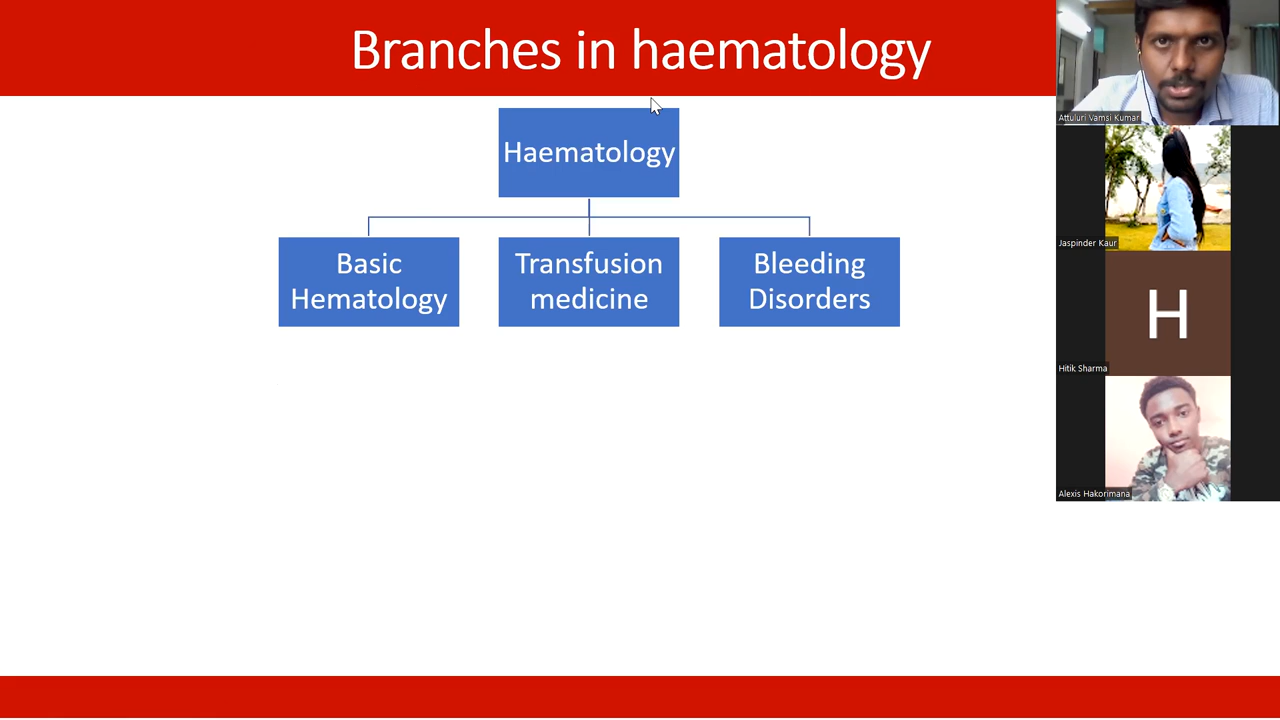 Branches in haematology
Haematology
Basic
Hematology
Transfusion
medicine
Bleeding
Disorders
Attuluri Vamsi Kumar
Jaspinder Kaur
H
Hitik Sharma
Alexis Hakorimana